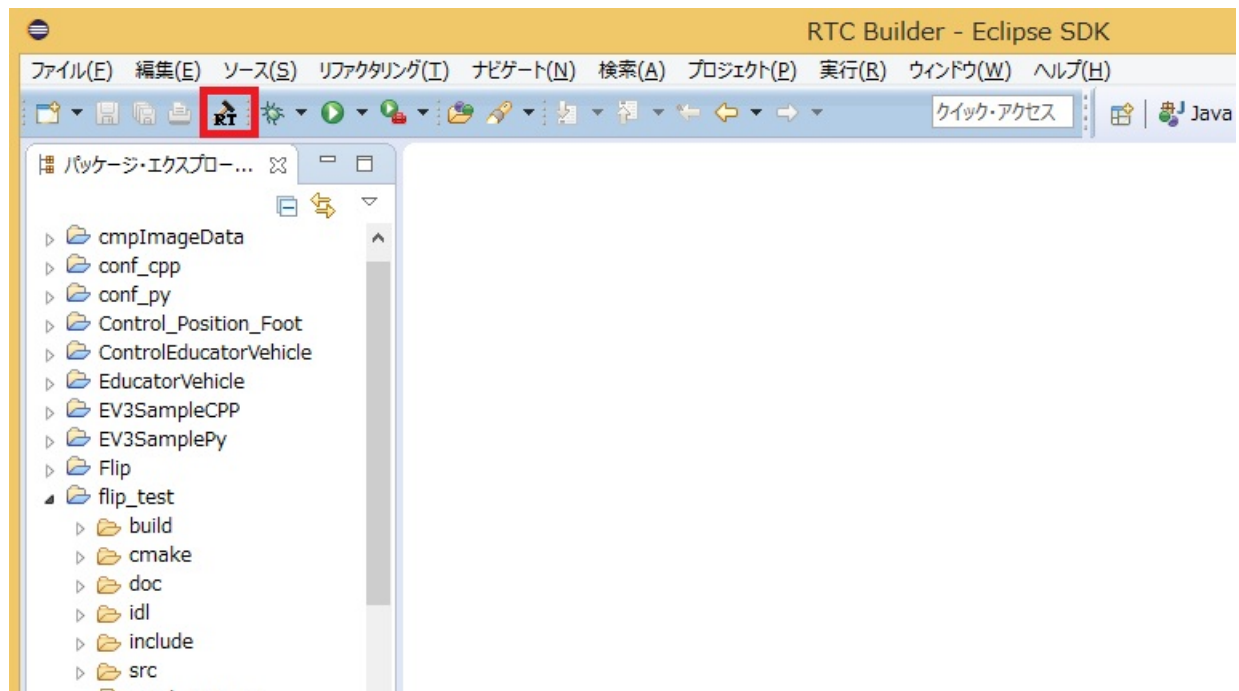 RTC Builder - Eclipse SDK
ファイル(F) 編集(E) ソース(S) リファクタリング(T) ナビゲート(N) 検索(A) プロジェクト(P) 実行(R) ウィンドウ(W) ヘルプ(H)
RT クイック・アクセス Java
パッケージ・エクスプロー...
cmpImageData
conf_cpp
conf_py
Control_Position_Foot
ControlEducatorVehicle
EducatorVehicle
EV3SampleCPP
EV3SamplePy
Flip
flip_test
build
cmake
doc
idl
include
src